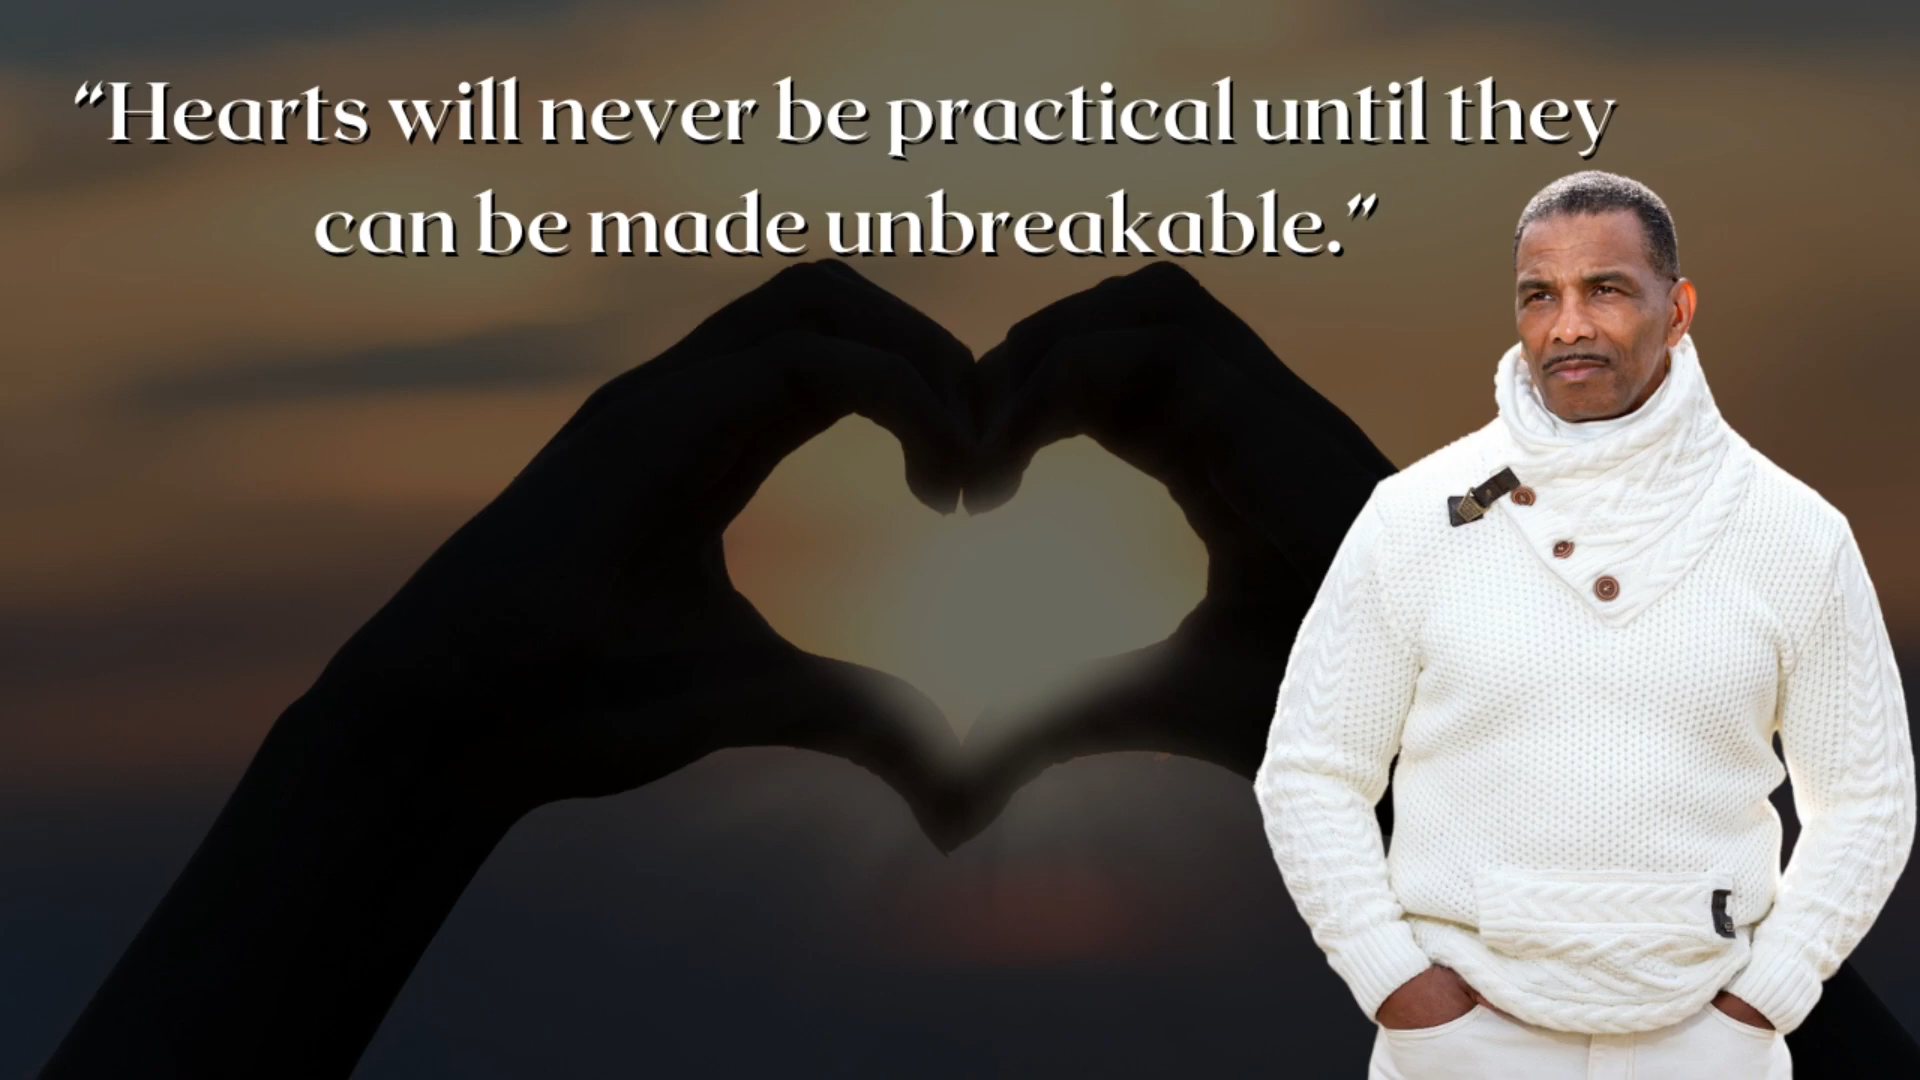 “Hearts will never be practical until they
can be made unbreakable.”